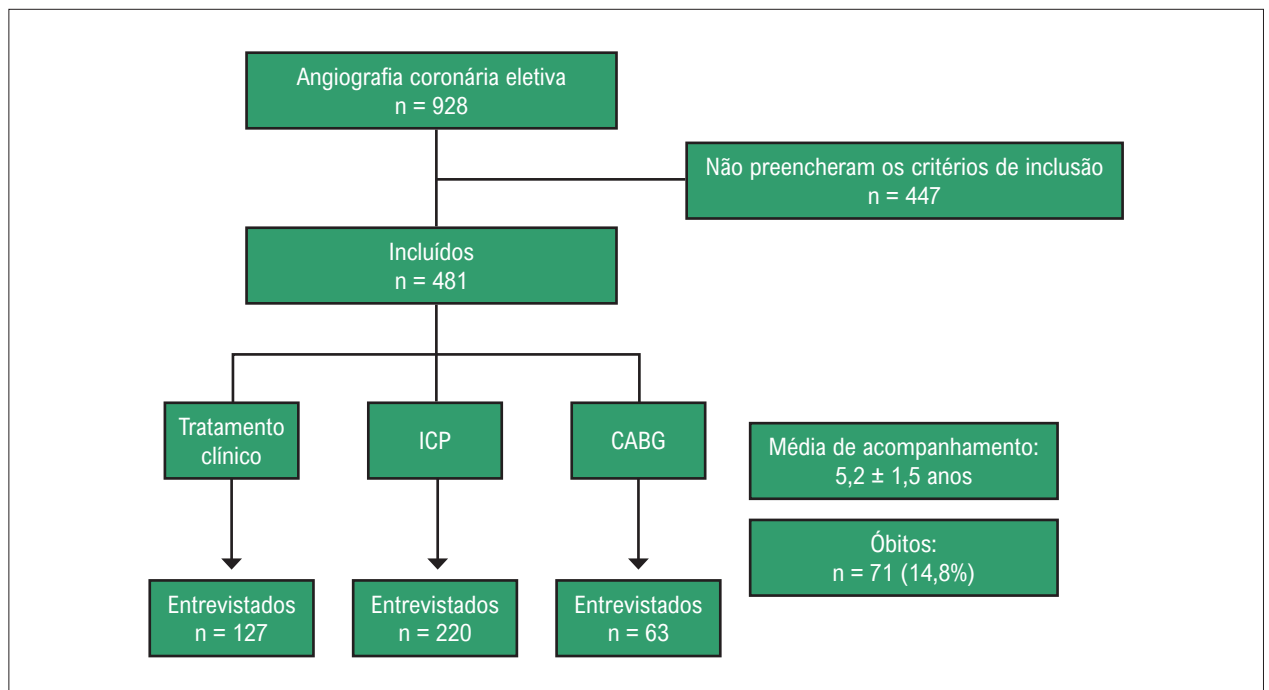 Angiografia coronária eletiva
n = 928
Não preencheram os critérios de inclusão
n = 447
Incluídos
n = 481
Tratamento
clínico
ICP
CABG
Média de acompanhamento:
5,2 ± 1,5 anos
Óbitos:
n = 71 (14,8%)
Entrevistados
n = 127
Entrevistados
n = 220
Entrevistados
n = 63